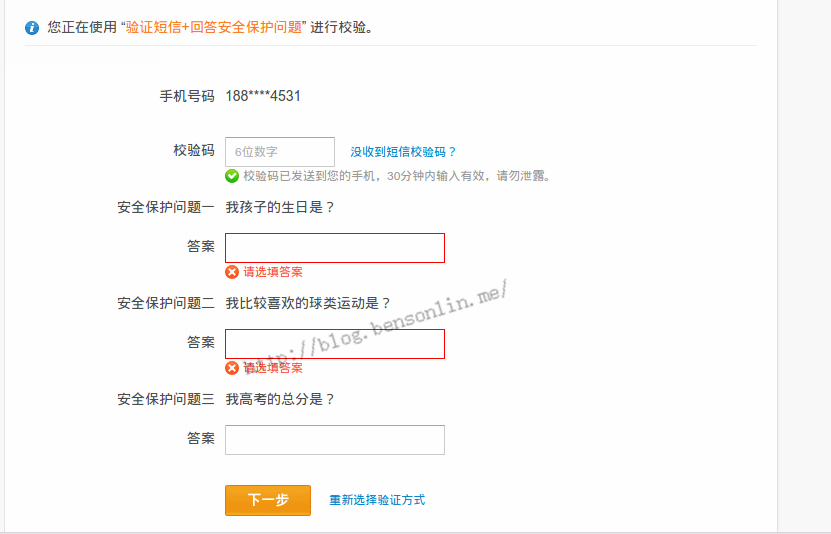 您正在使用 “验证短信+回答安全保护问题” 进行校验。
手机号码 188****4531
校验码 6位数字 没收到短信校验码？
校验码已发送到您的手机，30分钟内输入有效，请勿泄露。
安全保护问题一 我孩子的生日是？
答案
请选填答案
安全保护问题二 我比较喜欢的球类运动是？
http://blog.bensonlin.me/
答案
请选填答案
安全保护问题三 我高考的总分是？
答案
下一步 重新选择验证方式